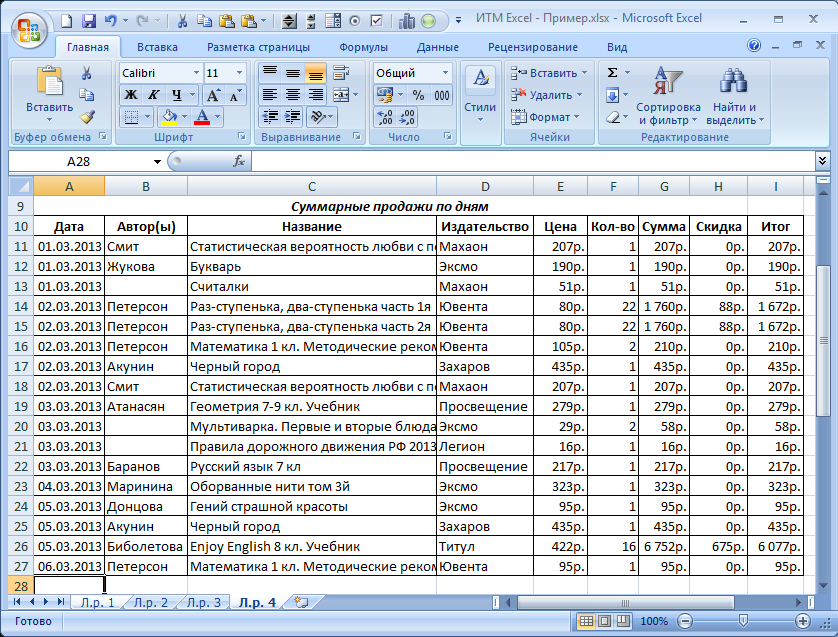 ИТМ Excel - Пример.xlsx - Microsoft Excel
Главная Вставка Разметка страницы Формулы Данные Рецензирование Вид
Вставить
Буфер обмена
Calibri 11
Ж К Ч
Шрифт
Выравнивание
Общий
% 000
Число
Стили
Вставить
Удалить
Формат
Ячейки
Σ
Сортировка и фильтр
Найти и выделить
Редактирование
A28 fx
A B C D E F G H I
9 Суммарные продажи по дням
10 Дата Автор(ы) Название Издательство Цена Кол-во Сумма Скидка Итог
11 01.03.2013 Смит Статистическая вероятность любви с пе Махаон 207р. 1 207р. 0р. 207р.
12 01.03.2013 Жукова Букварь Эксмо 190р. 1 190р. 0р. 190р.
13 01.03.2013 Считалки Махаон 51р. 1 51р. 0р. 51р.
14 02.03.2013 Петерсон Раз-ступенька, два-ступенька часть 1я Ювента 80р. 22 1 760р. 88р. 1 672р.
15 02.03.2013 Петерсон Раз-ступенька, два-ступенька часть 2я Ювента 80р. 22 1 760р. 88р. 1 672р.
16 02.03.2013 Петерсон Математика 1 кл. Методические реком Ювента 105р. 2 210р. 0р. 210р.
17 02.03.2013 Акунин Черный город Захаров 435р. 1 435р. 0р. 435р.
18 02.03.2013 Смит Статистическая вероятность любви с пе Махаон 207р. 1 207р. 0р. 207р.
19 03.03.2013 Атанасян Геометрия 7-9 кл. Учебник Просвещение 279р. 1 279р. 0р. 279р.
20 03.03.2013 Мультиварка. Первые и вторые блюда Эксмо 29р. 2 58р. 0р. 58р.
21 03.03.2013 Правила дорожного движения РФ 2013 Легион 16р. 1 16р. 0р. 16р.
22 03.03.2013 Баранов Русский язык 7 кл Просвещение 217р. 1 217р. 0р. 217р.
23 04.03.2013 Маринина Оборванные нити том 3й Эксмо 323р. 1 323р. 0р. 323р.
24 05.03.2013 Донцова Гений страшной красоты Эксмо 95р. 1 95р. 0р. 95р.
25 05.03.2013 Акунин Черный город Захаров 435р. 1 435р. 0р. 435р.
26 05.03.2013 Биболетова Enjoy English 8 кл. Учебник Титул 422р. 16 6 752р. 675р. 6 077р.
27 06.03.2013 Петерсон Математика 1 кл. Методические реком Ювента 95р. 1 95р. 0р. 95р.
28
Л.р. 1 Л.р. 2 Л.р. 3 Л.р. 4
Готово 100%